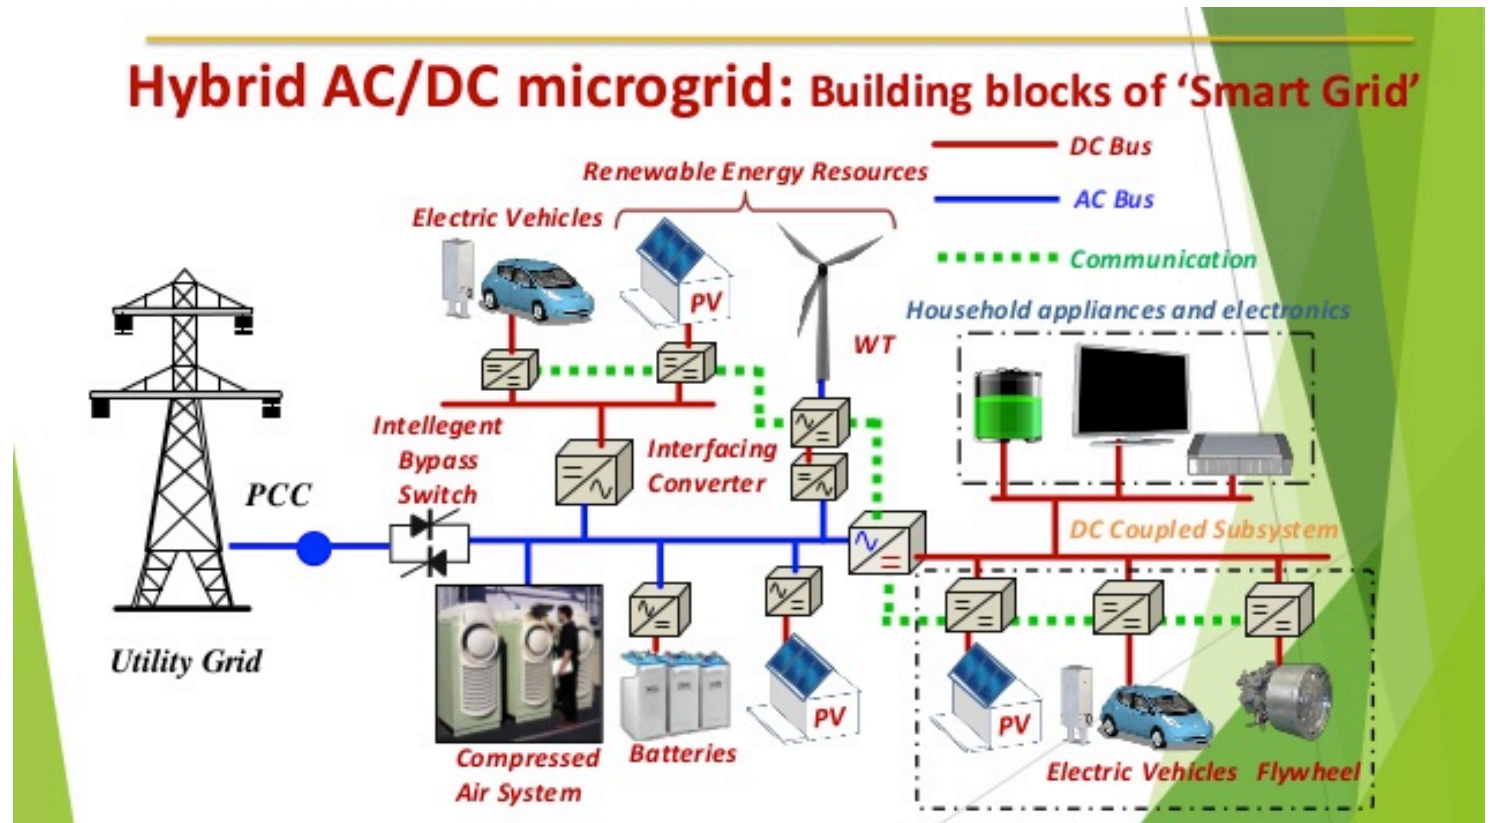 Hybrid AC/DC microgrid: Building blocks of ‘Smart Grid’
DC Bus
Renewable Energy Resources
AC Bus
Electric Vehicles
Communication
PV
Household appliances and electronics
WT
Intellegent
Bypass
Switch
Interfacing
Converter
PCC
DC Coupled Subsystem
Utility Grid
PV
PV
Compressed
Air System
Batteries
Electric Vehicles
Flywheel